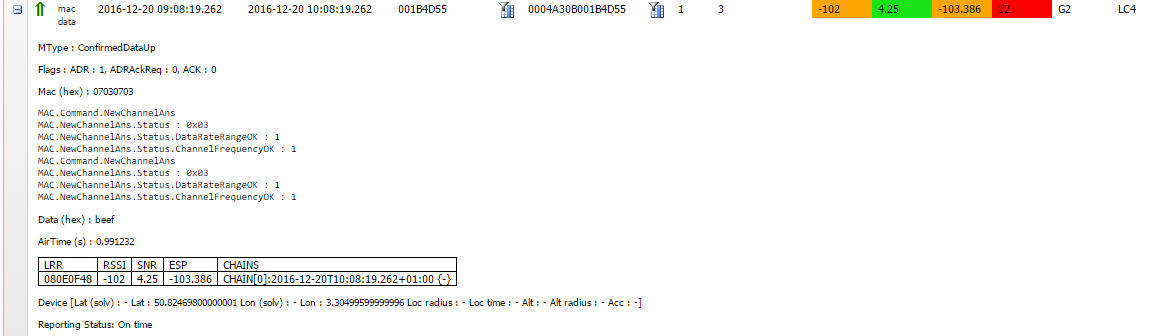 mac data 2016-12-20 09:08:19.262 2016-12-20 10:08:19.262 001B4D55 0004A30B001B4D55 1 3 -102 4.25 -103.386 12 G2 LC4
MType : ConfirmedDataUp
Flags : ADR : 1, ADRAckReq : 0, ACK : 0
Mac (hex) : 07030703
MAC.Command.NewChannelAns
MAC.NewChannelAns.Status : 0x03
MAC.NewChannelAns.Status.DataRateRangeOK : 1
MAC.NewChannelAns.Status.ChannelFrequencyOK : 1
MAC.Command.NewChannelAns
MAC.NewChannelAns.Status : 0x03
MAC.NewChannelAns.Status.DataRateRangeOK : 1
MAC.NewChannelAns.Status.ChannelFrequencyOK : 1
Data (hex) : beef
AirTime (s) : 0.991232
LRR RSSI SNR ESP CHAINS
080E0F48 -102 4.25 -103.386 CHAIN[0]:2016-12-20T10:08:19.262+01:00 {-}
Device [Lat (solv) : - Lat : 50.82469800000001 Lon (solv) : - Lon : 3.30499599999996 Loc radius : - Loc time : - Alt : - Alt radius : - Acc : -]
Reporting Status: On time